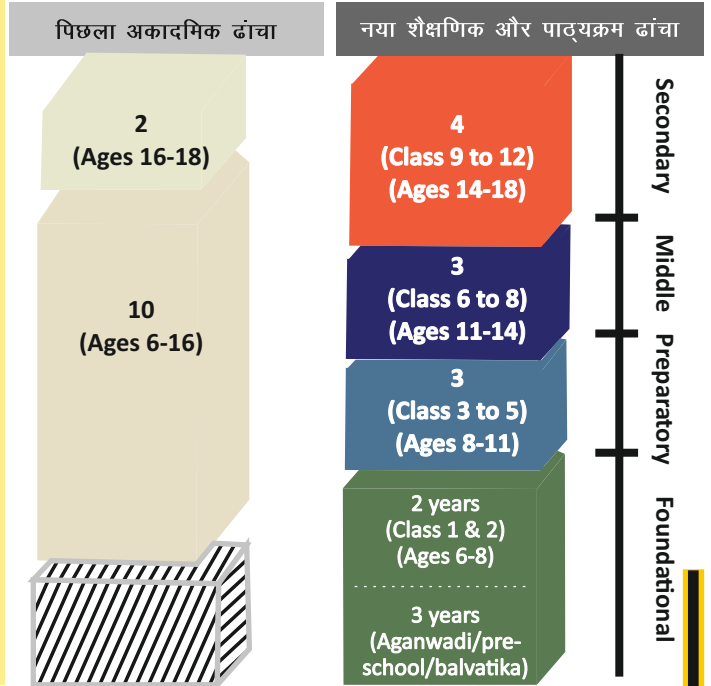 पिछला अकादमिक ढांचा
2
(Ages 16-18)
10
(Ages 6-16)
नया शैक्षणिक और पाठ्यक्रम ढांचा
4
(Class 9 to 12)
(Ages 14-18)
3
(Class 6 to 8)
(Ages 11-14)
3
(Class 3 to 5)
(Ages 8-11)
2 years
(Class 1 & 2)
(Ages 6-8)
3 years
(Aganwadi/pre-
school/balvatika)
Secondary
Middle
Preparatory
Foundational